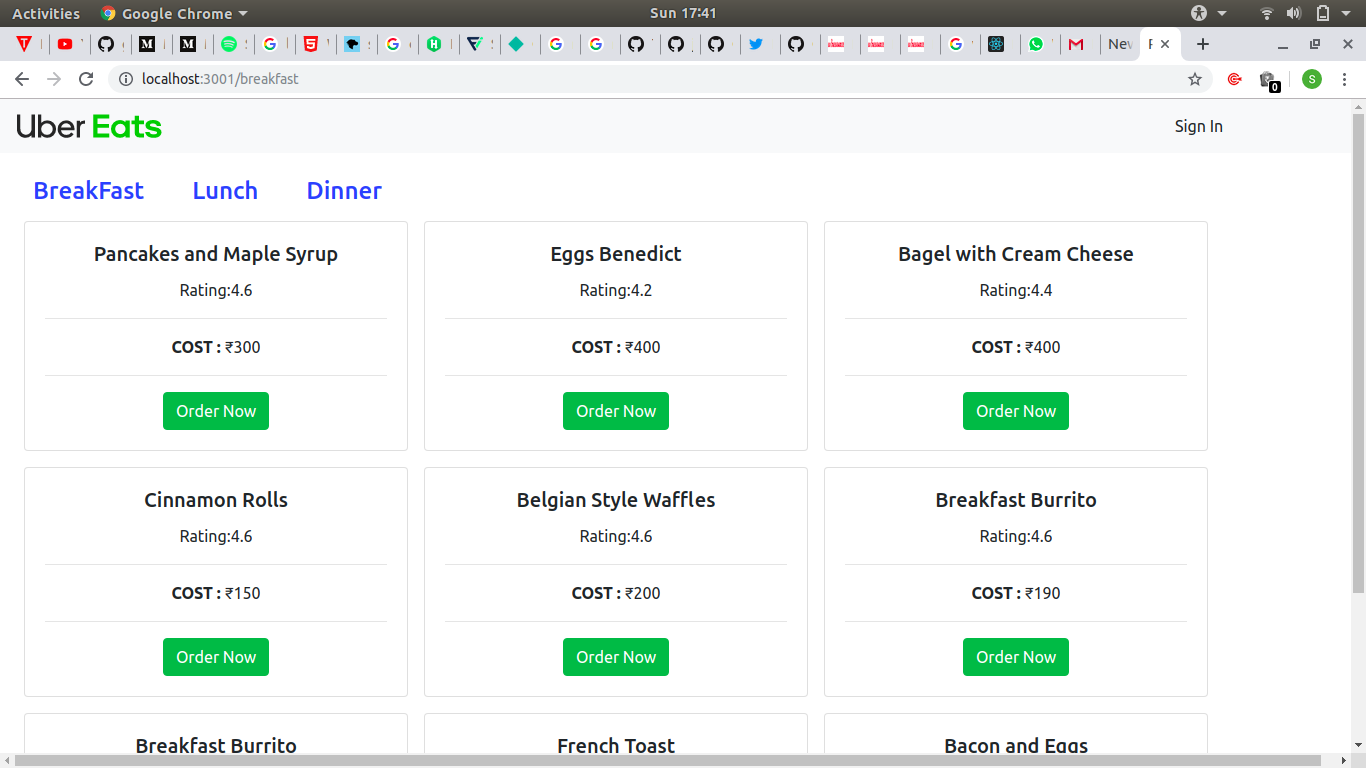 Activities Google Chrome Sun 17:41
New
localhost:3001/breakfast 0 S
Uber Eats Sign In
BreakFast Lunch Dinner
Pancakes and Maple Syrup Eggs Benedict Bagel with Cream Cheese
Rating:4.6 Rating:4.2 Rating:4.4
COST : ₹300 COST : ₹400 COST : ₹400
Order Now Order Now Order Now
Cinnamon Rolls Belgian Style Waffles Breakfast Burrito
Rating:4.6 Rating:4.6 Rating:4.6
COST : ₹150 COST : ₹200 COST : ₹190
Order Now Order Now Order Now
Breakfast Burrito French Toast Bacon and Eggs